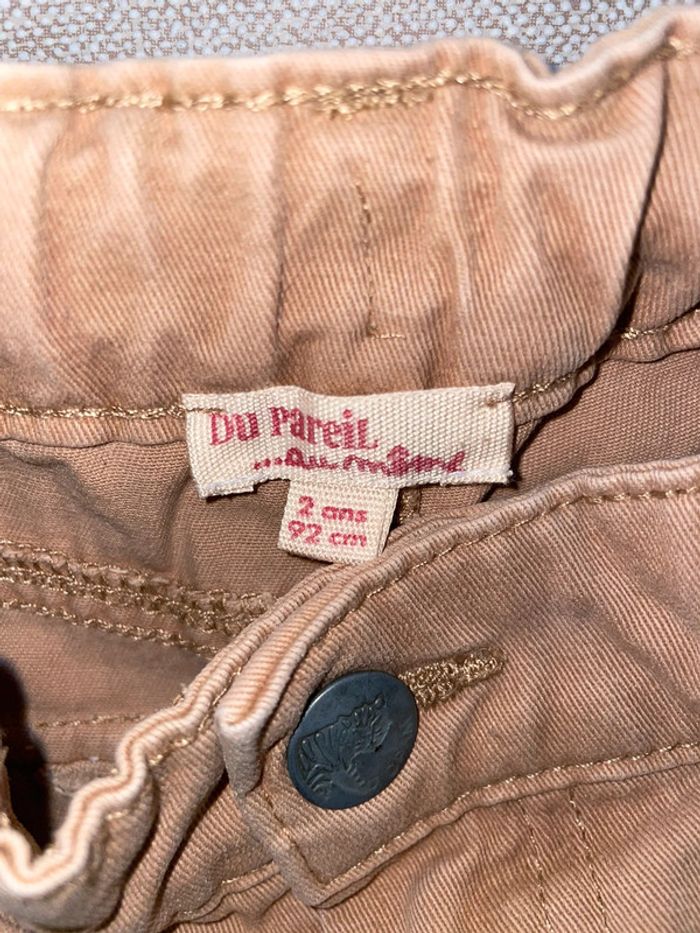 DU PAREIL
...au même
2 ans
92 cm